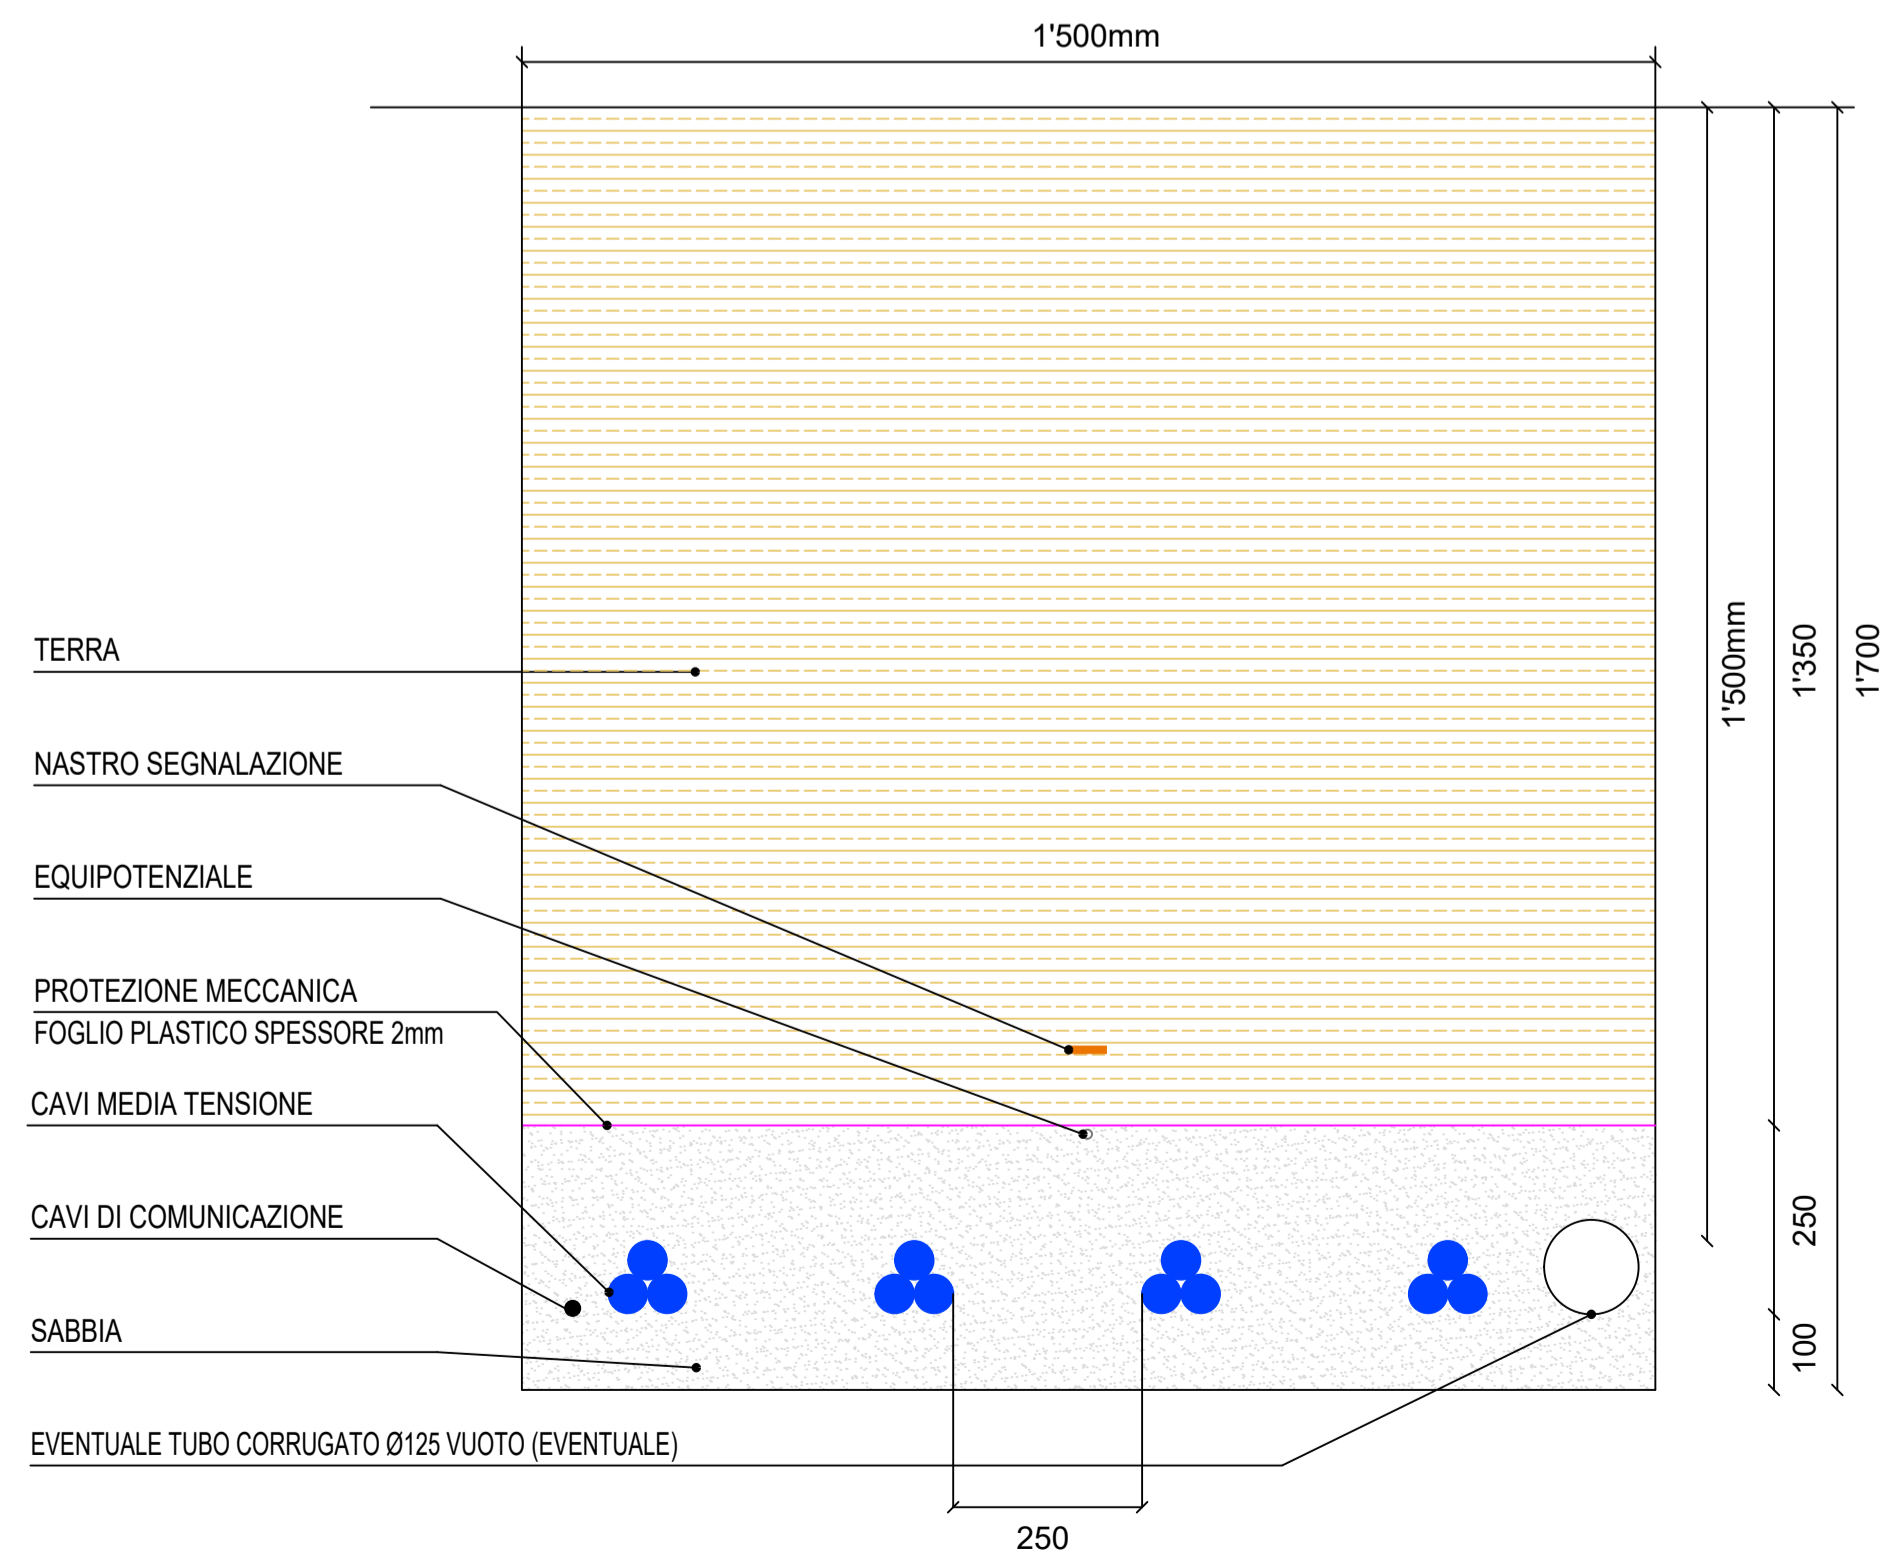 1'500mm
TERRA
NASTRO SEGNALAZIONE
EQUIPOTENZIALE
PROTEZIONE MECCANICA
FOGLIO PLASTICO SPESSORE 2mm
CAVI MEDIA TENSIONE
CAVI DI COMUNICAZIONE
SABBIA
EVENTUALE TUBO CORRUGATO Ø125 VUOTO (EVENTUALE)
1'500mm
1'350
1'700
250
100
250